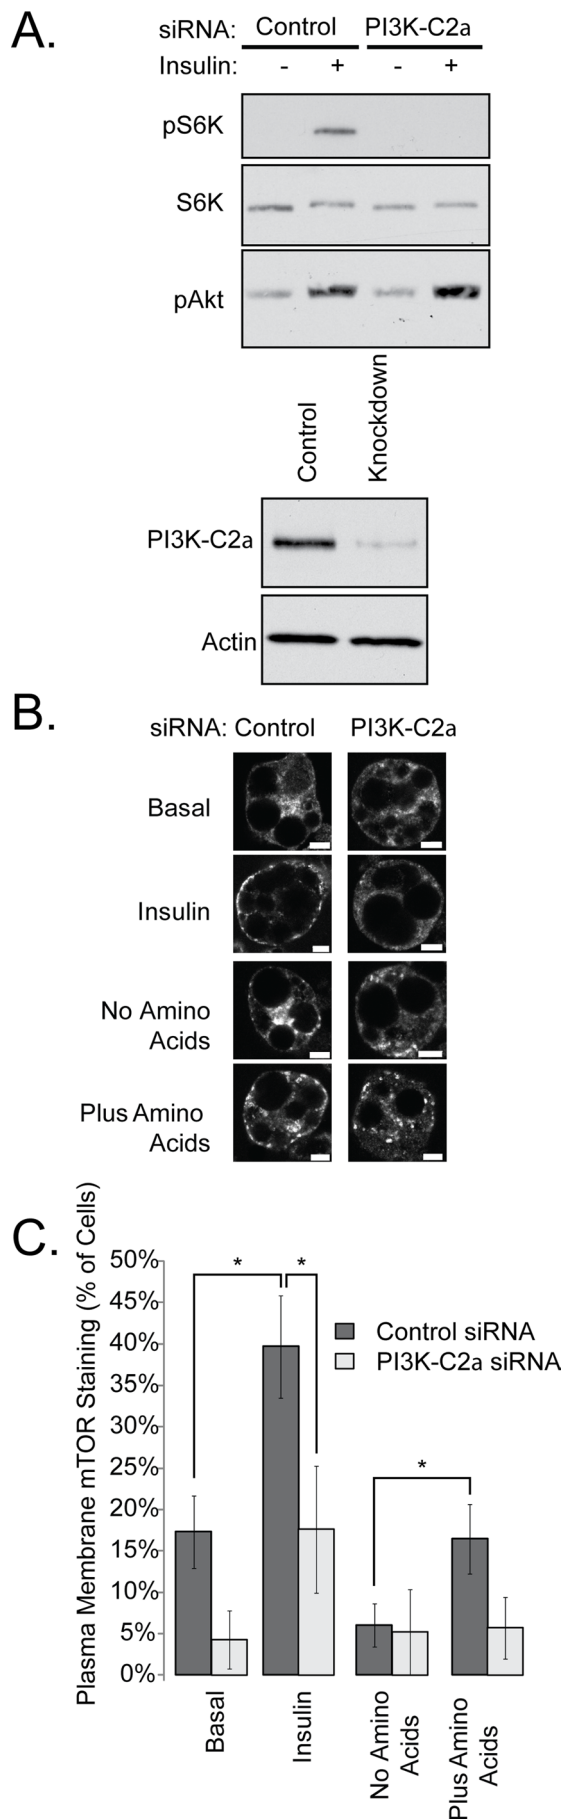 A.
siRNA: Control PI3K-C2a
Insulin: - + - +
pS6K
S6K
pAkt
Control
Knockdown
PI3K-C2a
Actin
B.
siRNA: Control PI3K-C2a
Basal
Insulin
No Amino
Acids
Plus Amino
Acids
C.
Plasma Membrane mTOR Staining (% of Cells)
50%
45%
40%
35%
30%
25%
20%
15%
10%
5%
0%
* *
*
Control siRNA
PI3K-C2a siRNA
Basal
Insulin
No Amino
Acids
Plus Amino
Acids